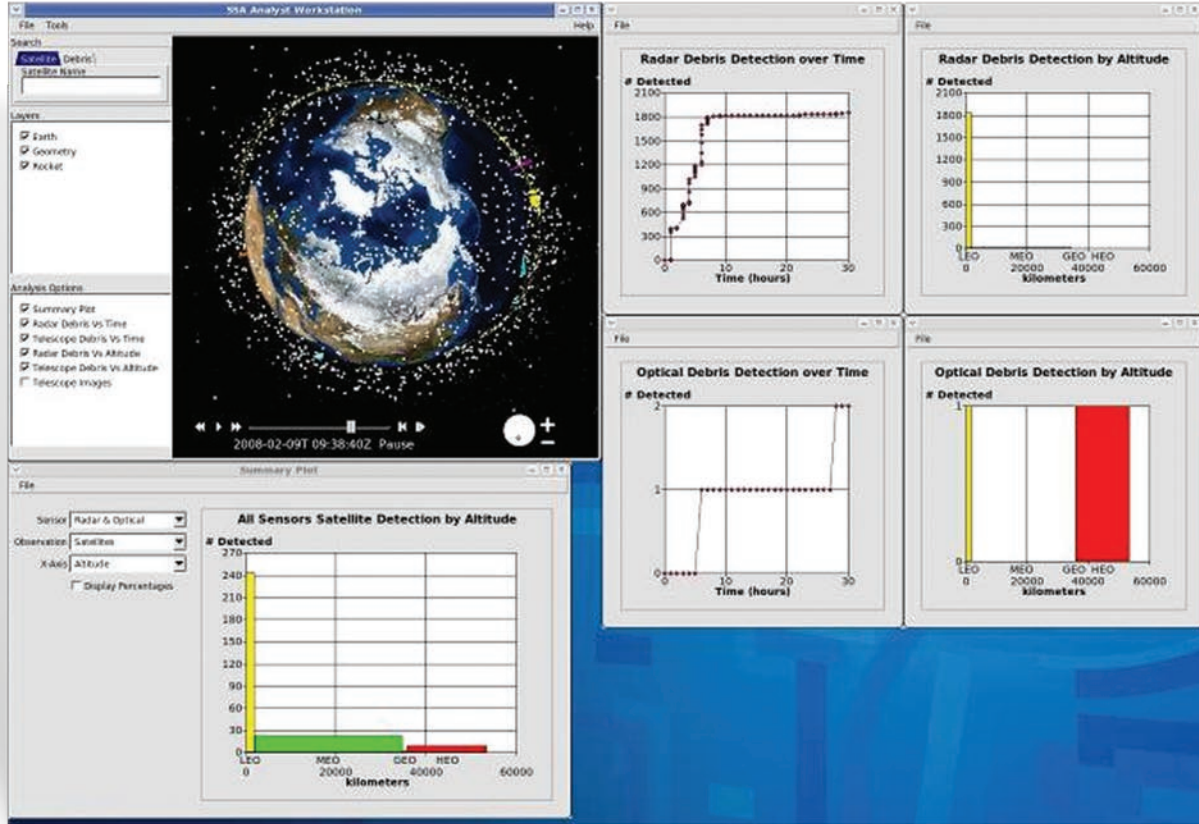 SSA Analyst Workstation
File Tools Help
Search
Satellite Debris
Satellite Name
Layers
Earth
Geometry
Rocket
Analysis Options
Summary Plot
Radar Debris Vs Time
Telescope Debris Vs Time
Radar Debris Vs Altitude
Telescope Debris Vs Altitude
Telescope Images
2008-02-09T 09:38:40Z Pause
File
Radar Debris Detection over Time
# Detected
2100
1800
1500
1200
900
600
300
0
0 10 20 30
Time (hours)
File
Radar Debris Detection by Altitude
# Detected
2100
1800
1500
1200
900
600
300
0
LEO MEO GEO HEO
0 20000 40000 60000
kilometers
File
Optical Debris Detection over Time
# Detected
2
1
0
0 10 20 30
Time (hours)
File
Optical Debris Detection by Altitude
# Detected
1
0
LEO MEO GEO HEO
0 20000 40000 60000
kilometers
Summary Plot
File
Sensor Radar & Optical
Observation Satellites
X-Axis Altitude
Display Percentages
All Sensors Satellite Detection by Altitude
# Detected
270
240
210
180
150
120
90
60
30
0
LEO MEO GEO HEO
0 20000 40000 60000
kilometers